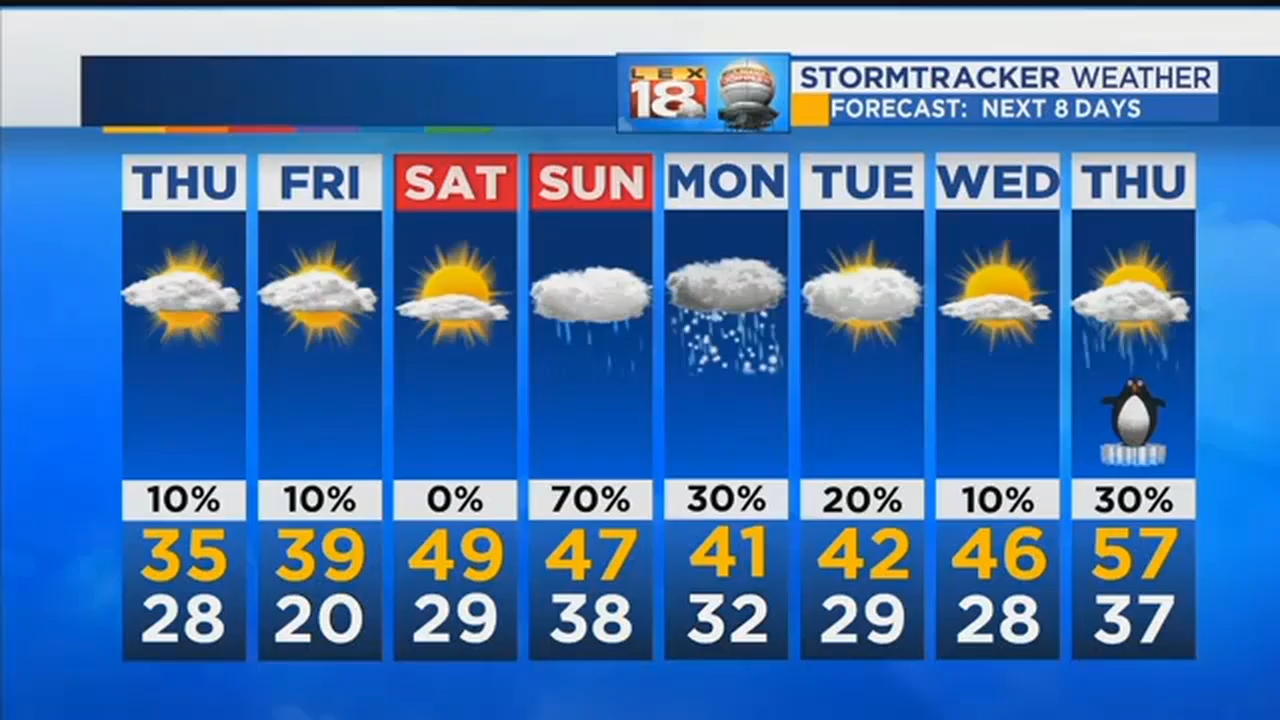 LEX
18
STORMTRACKER WEATHER
FORECAST: NEXT 8 DAYS
THU FRI SAT SUN MON TUE WED THU
10% 10% 0% 70% 30% 20% 10% 30%
35 39 49 47 41 42 46 57
28 20 29 38 32 29 28 37